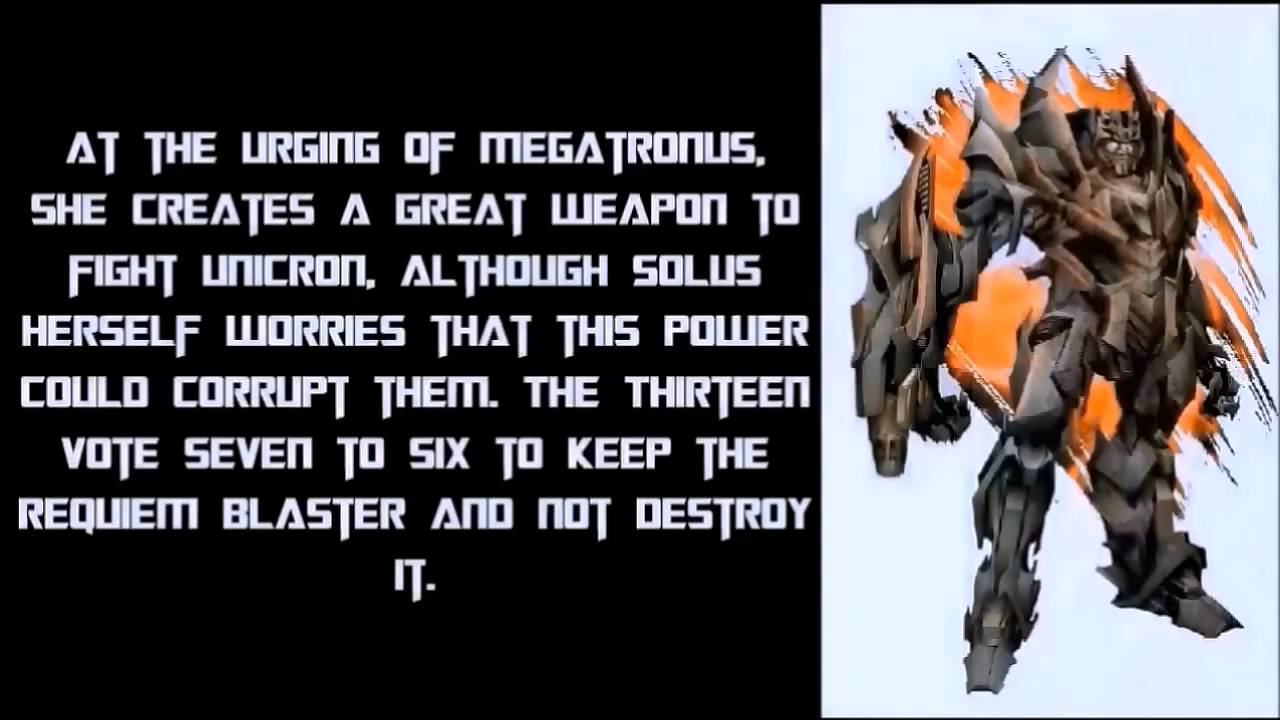 AT THE URGING OF MEGATRONUS,
SHE CREATES A GREAT WEAPON TO
FIGHT UNICRON, ALTHOUGH SOLUS
HERSELF WORRIES THAT THIS POWER
COULD CORRUPT THEM. THE THIRTEEN
VOTE SEVEN TO SIX TO KEEP THE
REQUIEM BLASTER AND NOT DESTROY
IT.